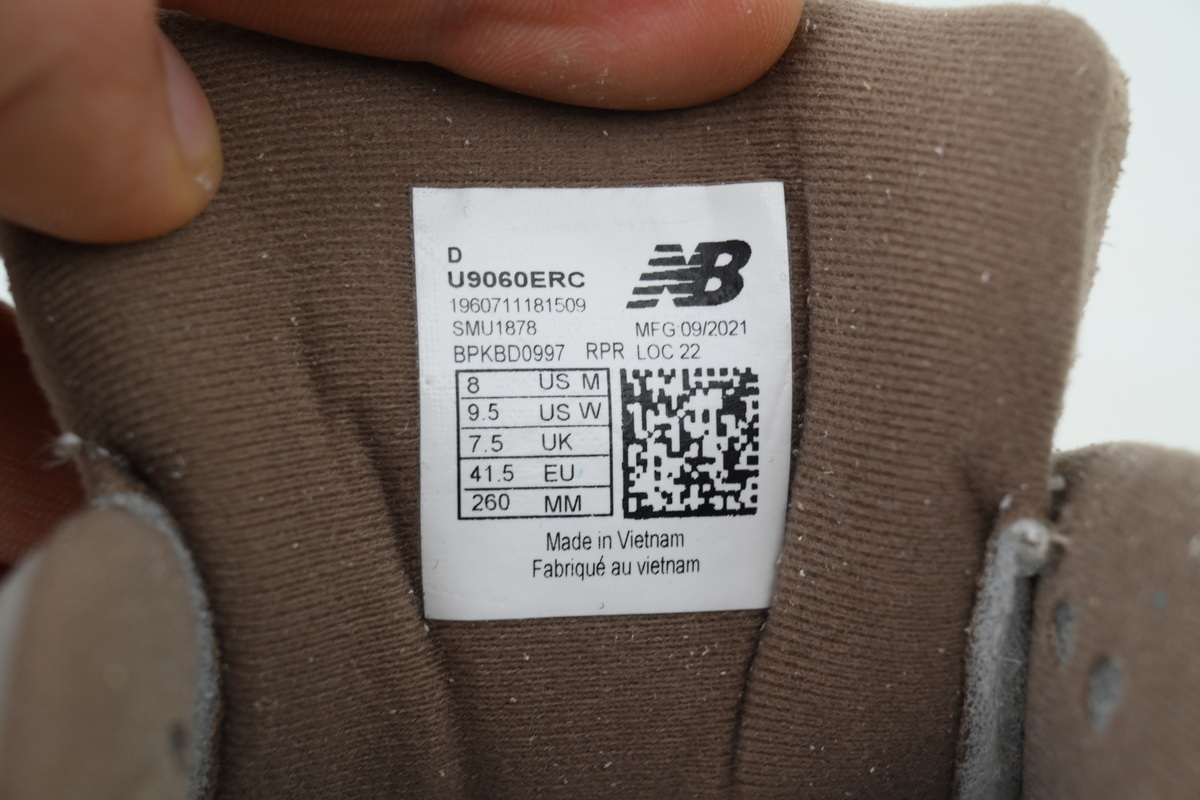 D
U9060ERC
NB
1960711181509
SMU1878
MFG:09/2021
BPKBD0997 RPR LOC 22
8 US M
9.5 US W
7.5 UK
41.5 EU
260 MM
Made in Vietnam
Fabriqué au vietnam